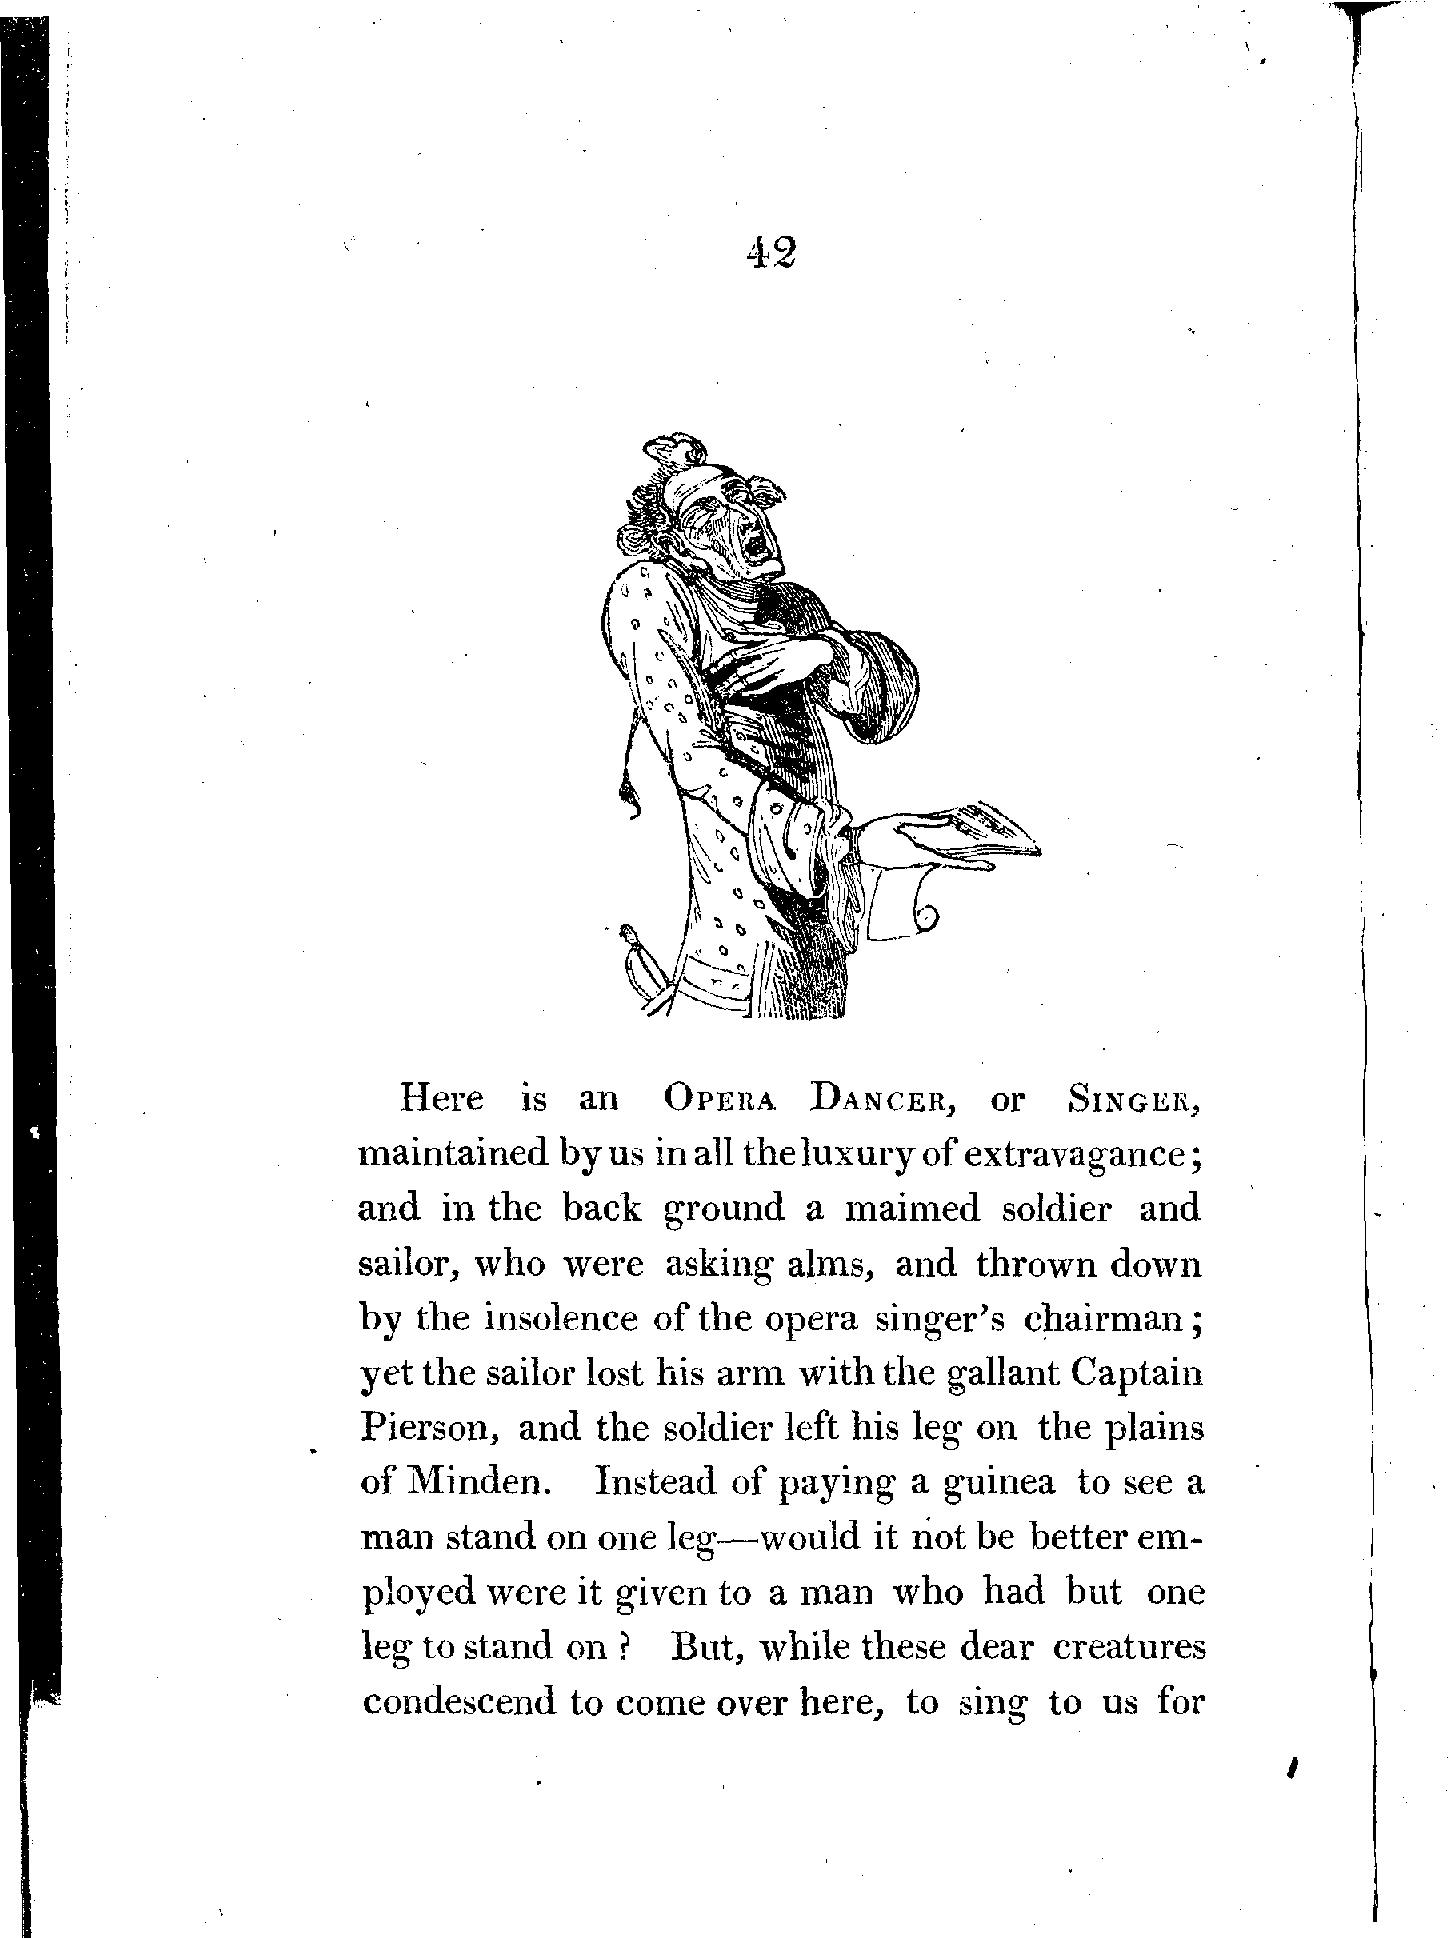 42
Here is an Opera Dancer, or Singer,
maintained by us in all the luxury of extravagance;
and in the back ground a maimed soldier and
sailor, who were asking alms, and thrown down
by the insolence of the opera singer's chairman;
yet the sailor lost his arm with the gallant Captain
Pierson, and the soldier left his leg on the plains
of Minden. Instead of paying a guinea to see a
man stand on one leg—would it not be better em-
ployed were it given to a man who had but one
leg to stand on? But, while these dear creatures
condescend to come over here, to sing to us for